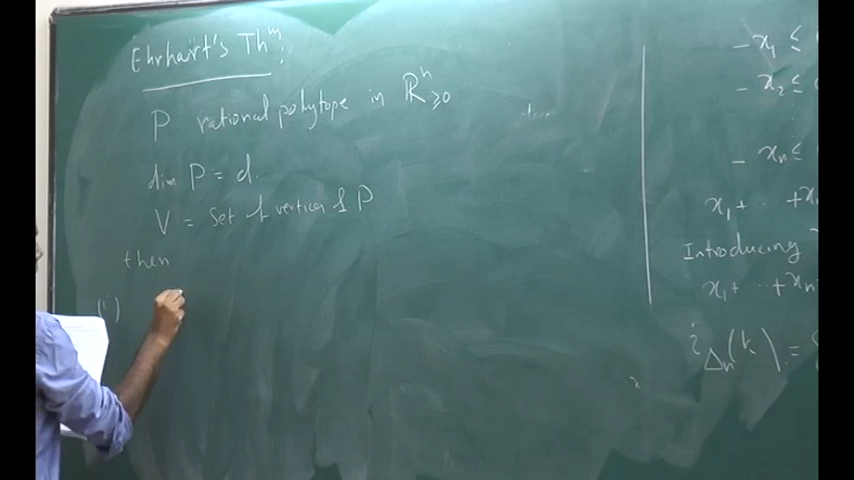 Ehrhart's Thᵐ:
P rational polytope in ℝⁿ≥0
dim P = d.
V = Set of vertices of P
then
(i)
- x₁ ≤
- x₂ ≤
⋮
- xₙ ≤
x₁ + ⋯ +
Introducing
x₁ + ⋯ + xₙ
i_Δₙ(k) =